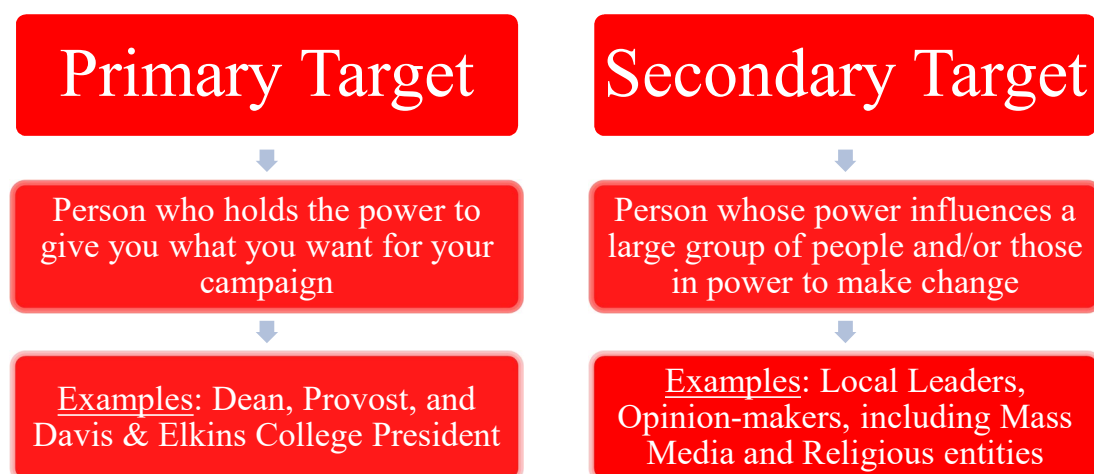 Primary Target
Person who holds the power to
give you what you want for your
campaign
Examples: Dean, Provost, and
Davis & Elkins College President
Secondary Target
Person whose power influences a
large group of people and/or those
in power to make change
Examples: Local Leaders,
Opinion-makers, including Mass
Media and Religious entities